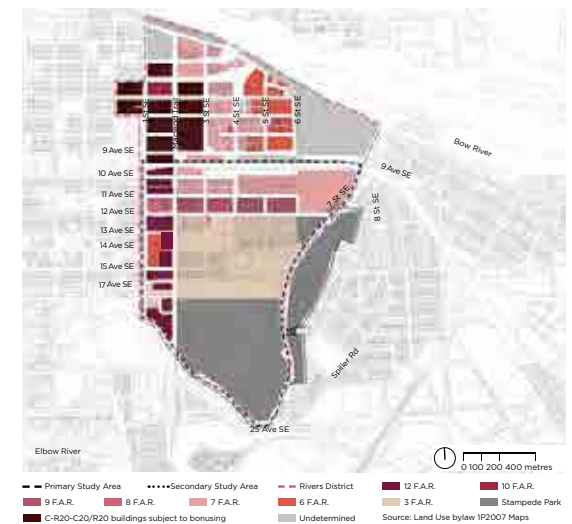 1 St SE
Macleod Trail
3 St SE
4 St SE
5 St SE
6 St SE
9 Ave SE
10 Ave SE
11 Ave SE
12 Ave SE
13 Ave SE
14 Ave SE
15 Ave SE
17 Ave SE
Bow River
9 Ave SE
7 St SE
8 St SE
Spiller Rd
25 Ave SE
Elbow River
0 100 200 400 metres
Primary Study Area Secondary Study Area Rivers District 12 F.A.R. 10 F.A.R.
9 F.A.R. 8 F.A.R. 7 F.A.R. 6 F.A.R. 3 F.A.R. Stampede Park
C-R20-C20/R20 buildings subject to bonusing Undetermined Source: Land Use bylaw 1P2007 Maps